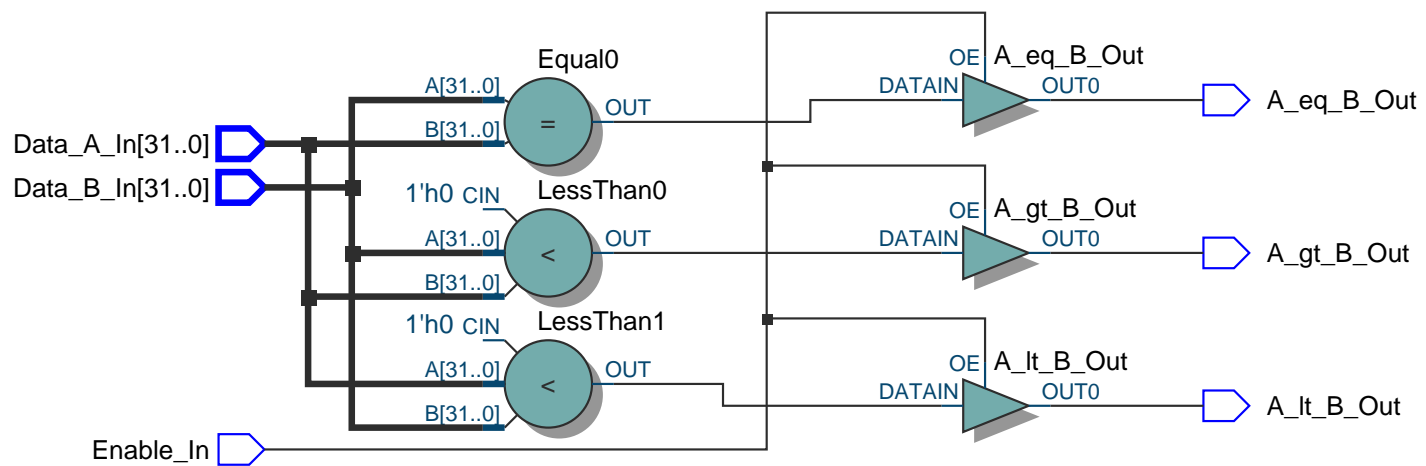 Equal0
A[31..0]
B[31..0]
=
OUT
OE
A_eq_B_Out
DATAIN
OUT0
A_eq_B_Out
Data_A_In[31..0]
Data_B_In[31..0]
LessThan0
1'h0 CIN
A[31..0]
B[31..0]
<
OUT
OE
A_gt_B_Out
DATAIN
OUT0
A_gt_B_Out
LessThan1
1'h0 CIN
A[31..0]
B[31..0]
<
OUT
OE
A_lt_B_Out
DATAIN
OUT0
A_lt_B_Out
Enable_In